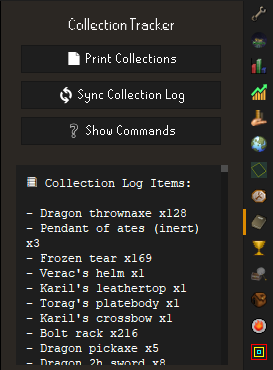 Collection Tracker
Print Collections
Sync Collection Log
Show Commands
Collection Log Items:
- Dragon thrownaxe x128
- Pendant of ates (inert)
x3
- Frozen tear x169
- Verac's helm x1
- Karil's leathertop x1
- Torag's platebody x1
- Karil's crossbow x1
- Bolt rack x216
- Dragon pickaxe x5
- Dragon 2h sword x8